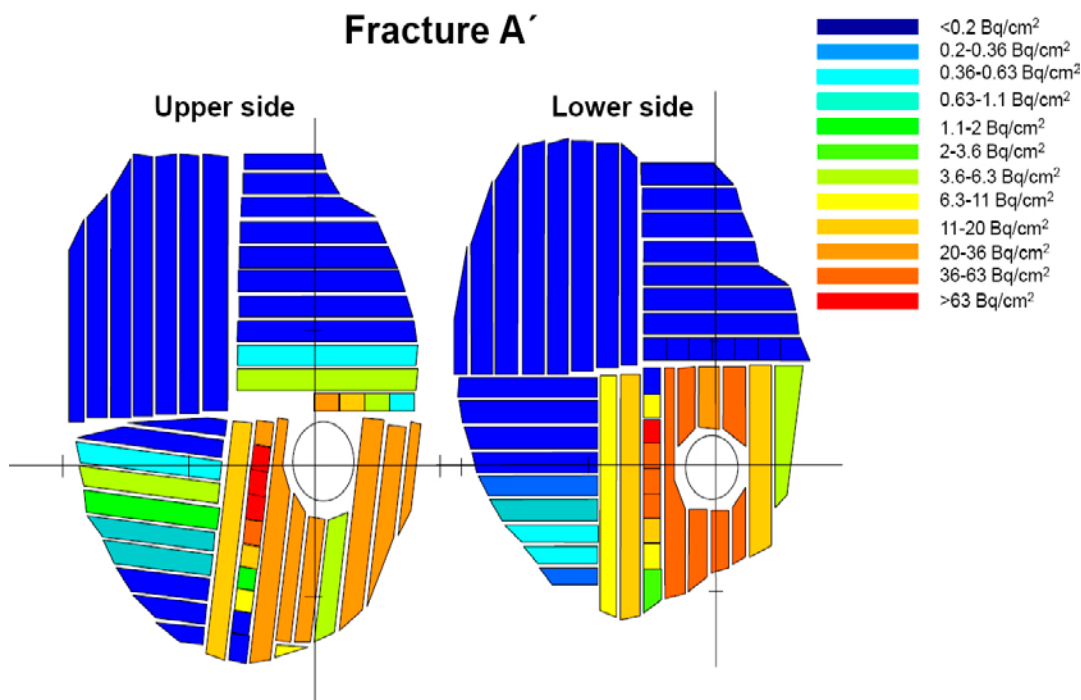 Fracture A´
Upper side
Lower side
<0.2 Bq/cm²
0.2-0.36 Bq/cm²
0.36-0.63 Bq/cm²
0.63-1.1 Bq/cm²
1.1-2 Bq/cm²
2-3.6 Bq/cm²
3.6-6.3 Bq/cm²
6.3-11 Bq/cm²
11-20 Bq/cm²
20-36 Bq/cm²
36-63 Bq/cm²
>63 Bq/cm²